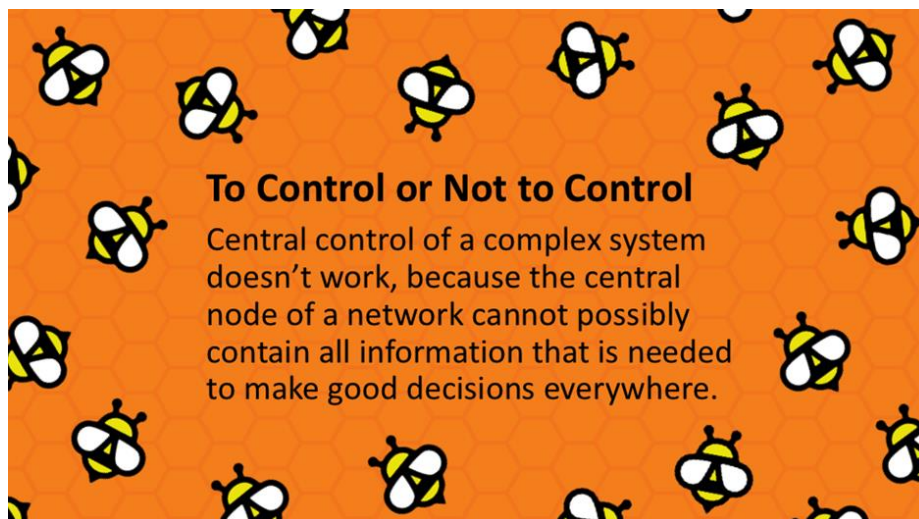 To Control or Not to Control
Central control of a complex system
doesn’t work, because the central
node of a network cannot possibly
contain all information that is needed
to make good decisions everywhere.